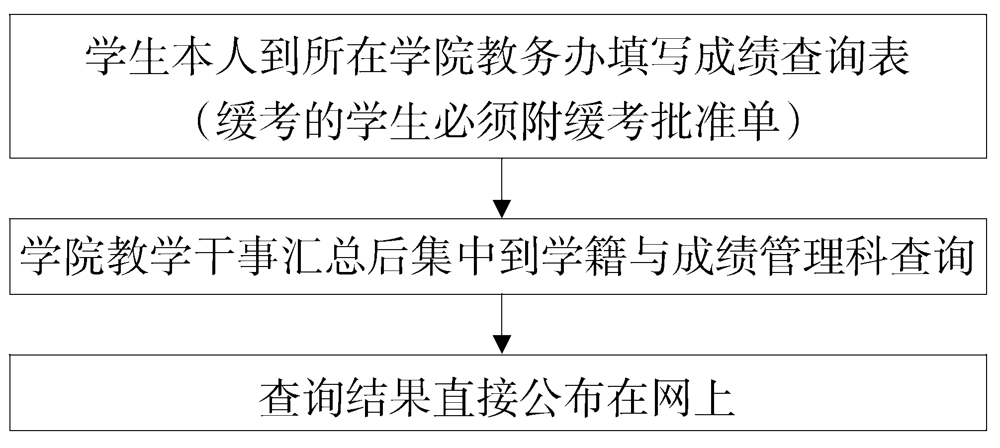 学生本人到所在学院教务办填写成绩查询表
（缓考的学生必须附缓考批准单）
学院教学干事汇总后集中到学籍与成绩管理科查询
查询结果直接公布在网上